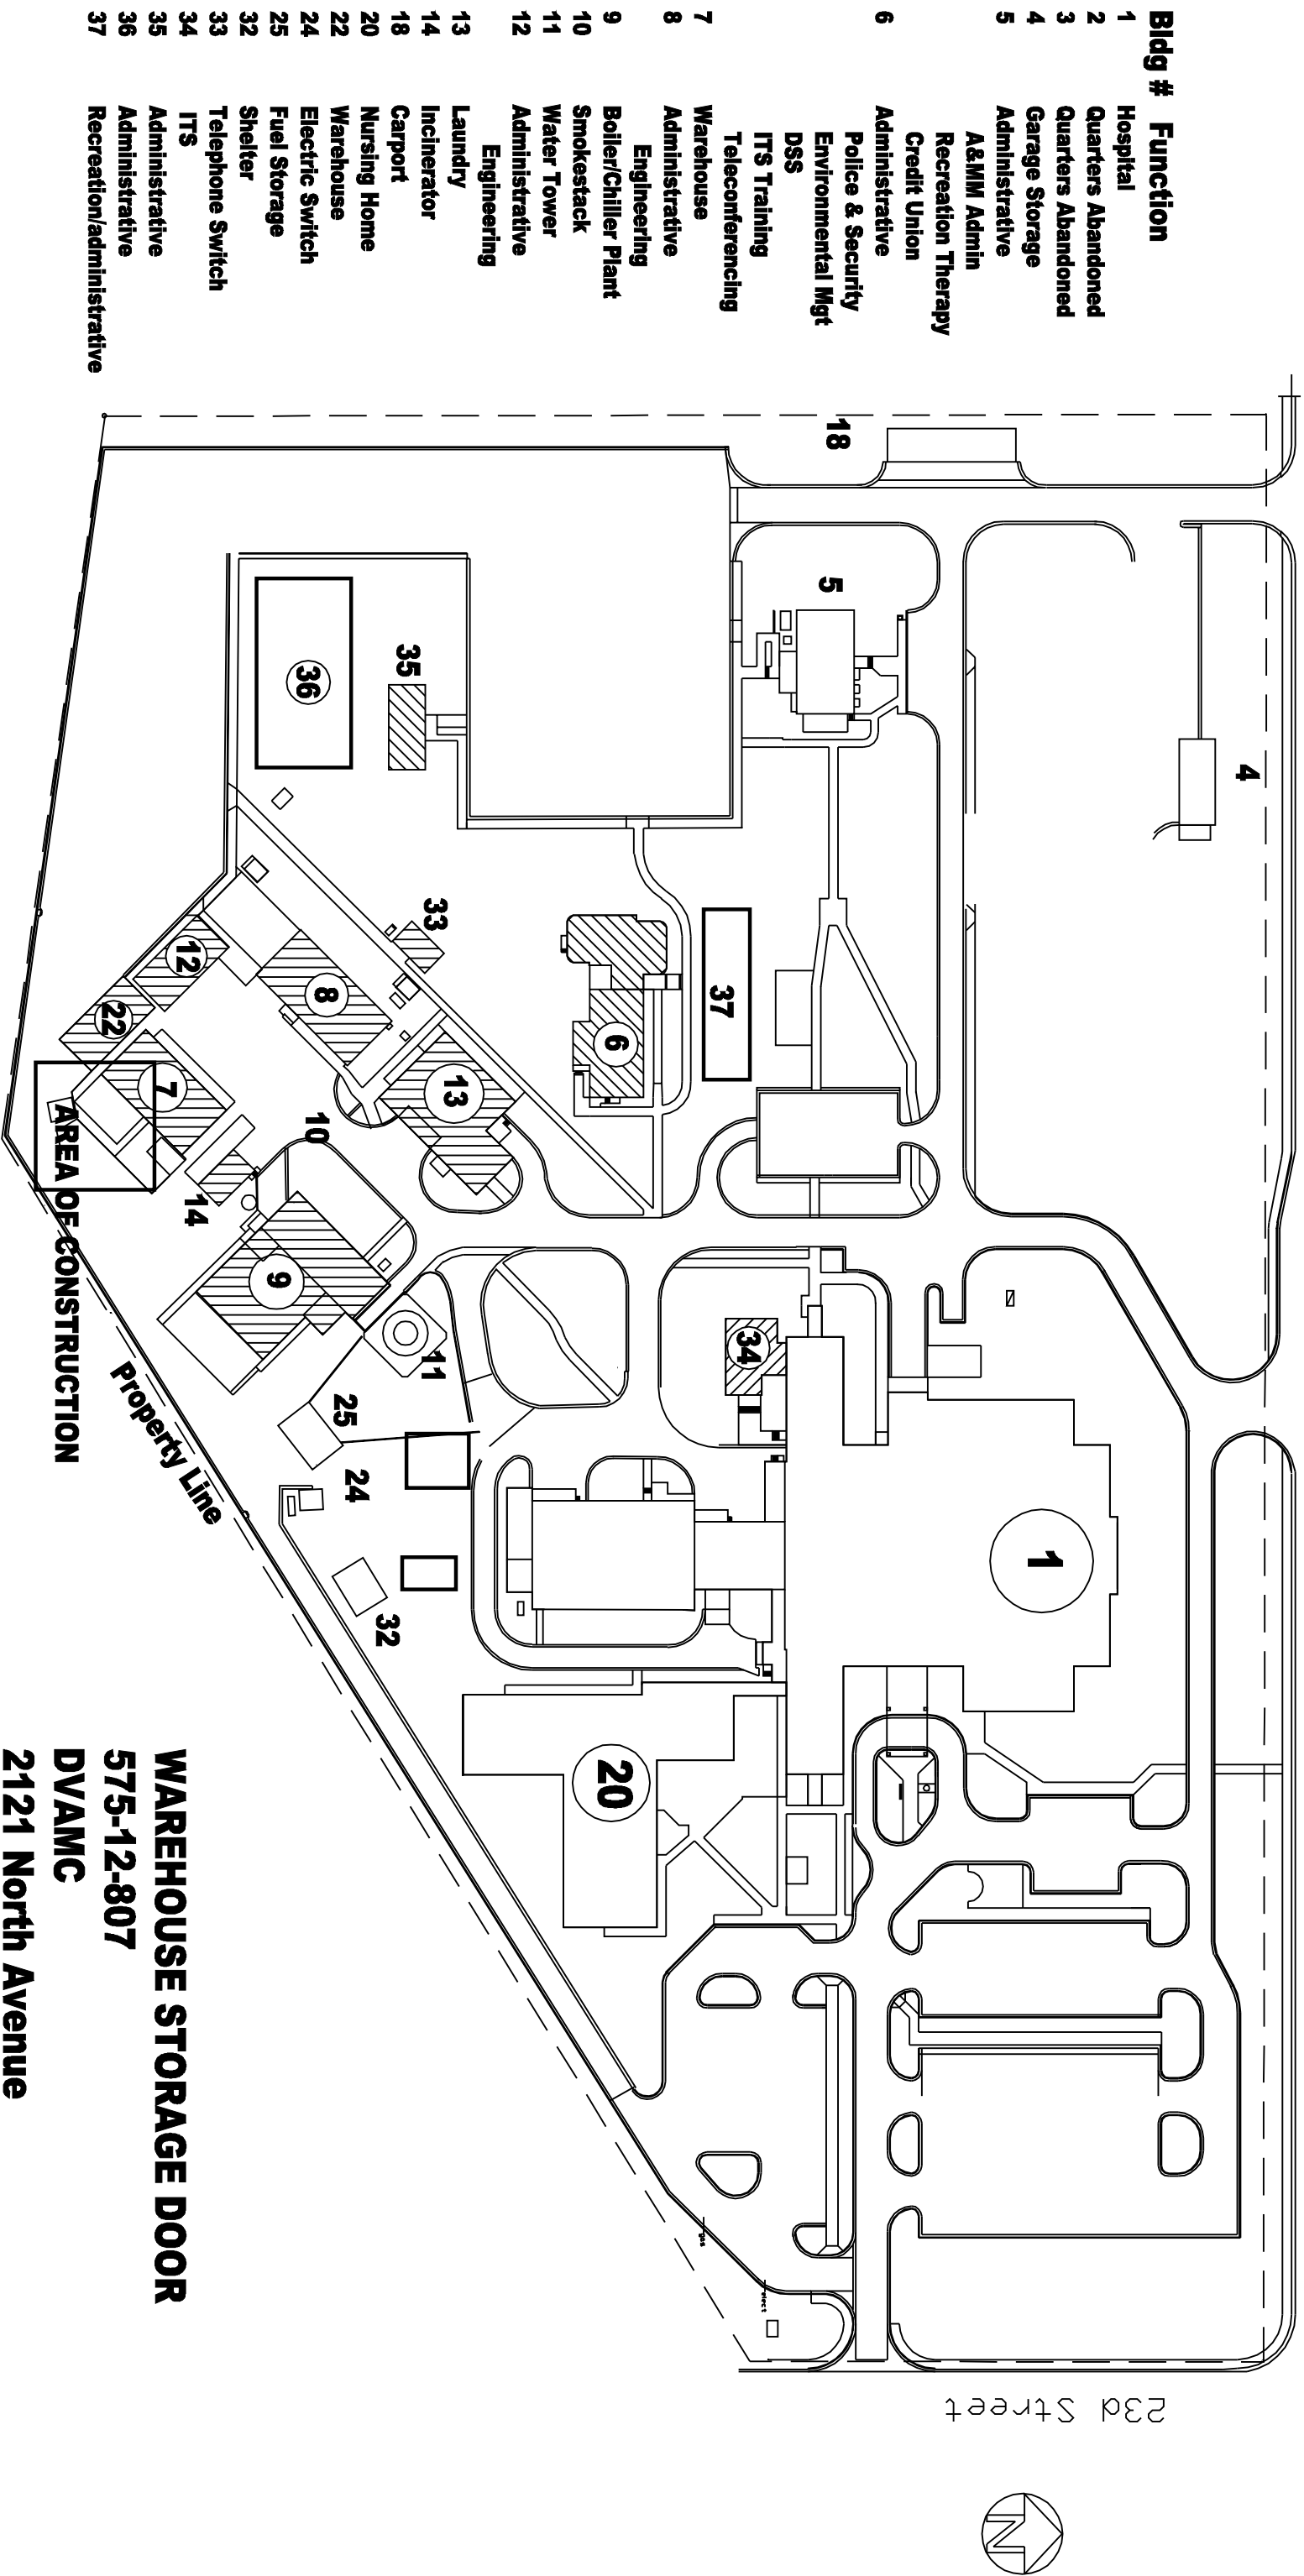 Bldg # Function
1 Hospital
2 Quarters Abandoned
3 Quarters Abandoned
4 Garage Storage
5 Administrative
A&MM Admin
Recreation Therapy
Credit Union
6 Administrative
Police & Security
Environmental Mgt
DSS
ITS Training
Teleconferencing
7 Warehouse
8 Administrative
Engineering
9 Boiler/Chiller Plant
10 Smokestack
11 Water Tower
12 Administrative
Engineering
13 Laundry
14 Incinerator
18 Carport
20 Nursing Home
22 Warehouse
24 Electric Switch
25 Fuel Storage
32 Shelter
33 Telephone Switch
34 ITS
35 Administrative
36 Administrative
37 Recreation/administrative
4
1
18
5
37
34
6
20
13
11
33
35
32
24
25
10
8
36
9
14
12
7
22
AREA OF CONSTRUCTION
Property Line
gas
elect
23d Street
N
WAREHOUSE STORAGE DOOR
575-12-807
DVAMC
2121 North Avenue